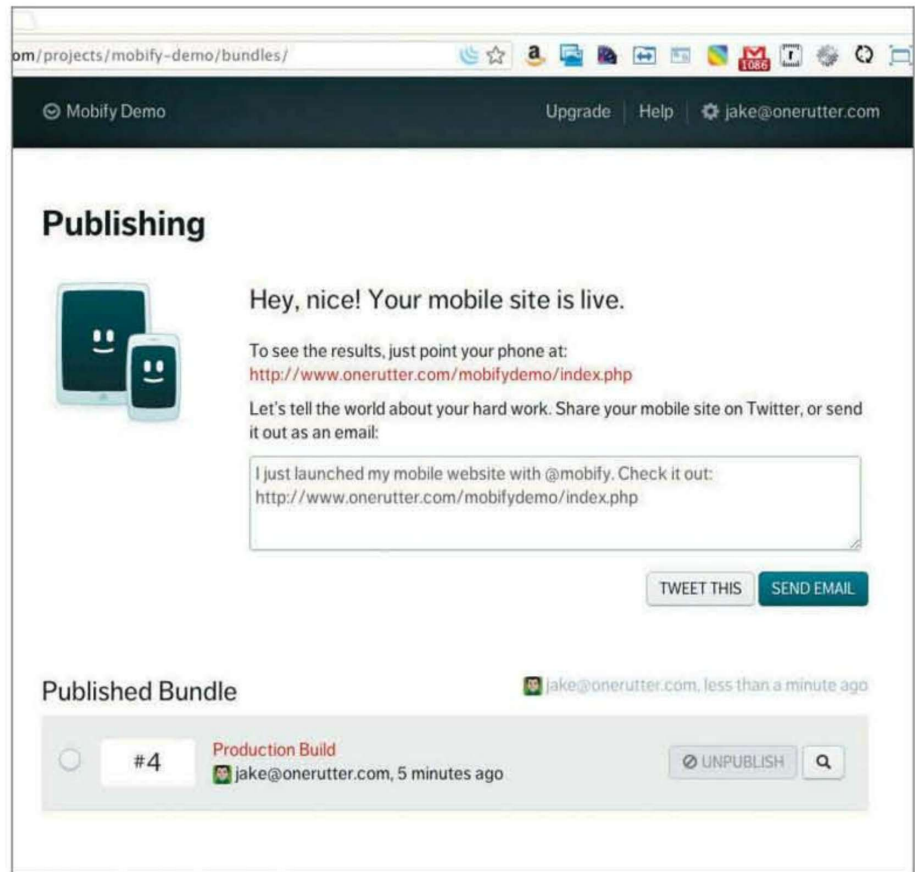 om/projects/mobify-demo/bundles/
a
1086
r
Mobify Demo
Upgrade
Help
jake@onerutter.com
Publishing
Hey, nice! Your mobile site is live.
To see the results, just point your phone at:
http://www.onerutter.com/mobifydemo/index.php
Let's tell the world about your hard work. Share your mobile site on Twitter, or send
it out as an email:
I just launched my mobile website with @mobify. Check it out:
http://www.onerutter.com/mobifydemo/index.php
TWEET THIS
SEND EMAIL
Published Bundle
jake@onerutter.com, less than a minute ago
#4
Production Build
jake@onerutter.com, 5 minutes ago
UNPUBLISH